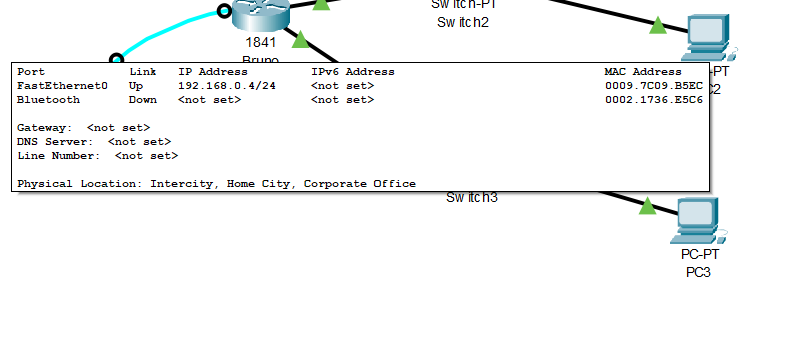 Switch-PT
Switch2
1841
Port Link IP Address IPv6 Address MAC Address
FastEthernet0 Up 192.168.0.4/24 <not set> 0009.7C09.B5EC
Bluetooth Down <not set> <not set> 0002.1736.E5C6
-PT
C2
Gateway: <not set>
DNS Server: <not set>
Line Number: <not set>
Physical Location: Intercity, Home City, Corporate Office
Switch3
PC-PT
PC3